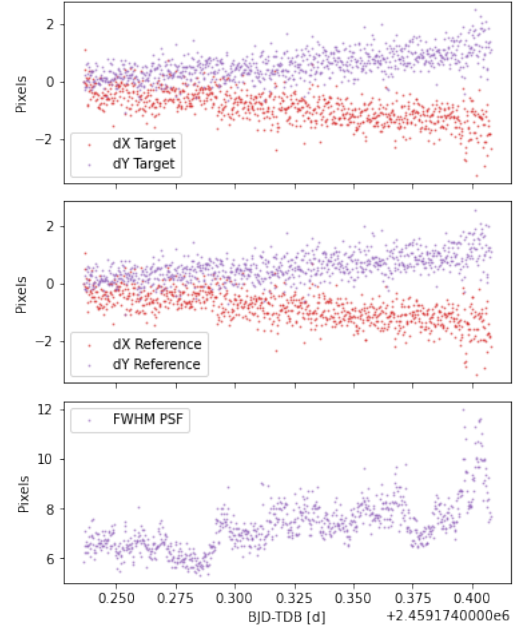 2
0
−2
Pixels
dX Target
dY Target
2
0
−2
Pixels
dX Reference
dY Reference
12
10
8
6
Pixels
FWHM PSF
0.250 0.275 0.300 0.325 0.350 0.375 0.400
BJD-TDB [d]
+2.4591740000e6